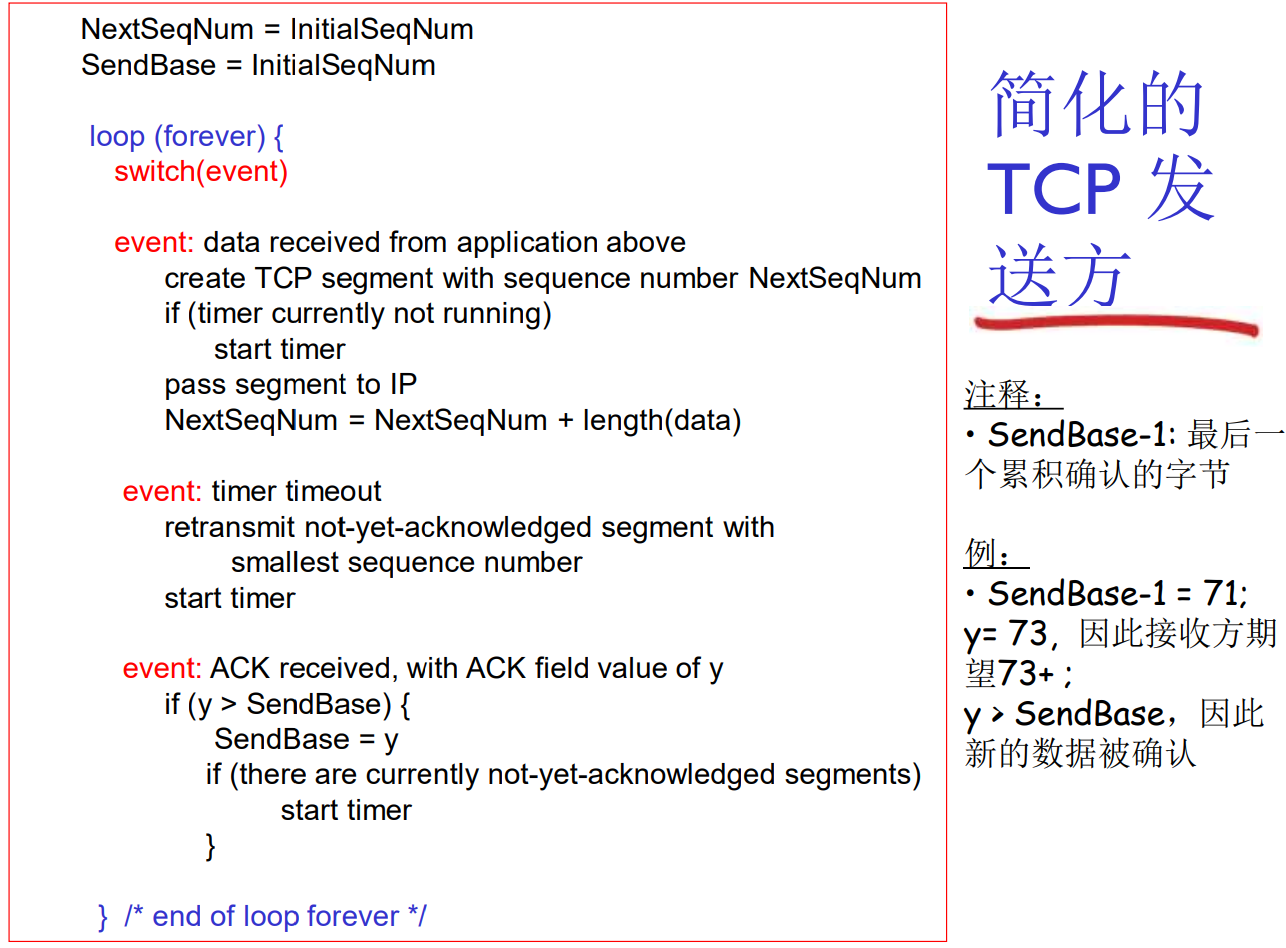 NextSeqNum = InitialSeqNum
SendBase = InitialSeqNum
loop (forever) {
switch(event)
event: data received from application above
create TCP segment with sequence number NextSeqNum
if (timer currently not running)
start timer
pass segment to IP
NextSeqNum = NextSeqNum + length(data)
event: timer timeout
retransmit not-yet-acknowledged segment with
smallest sequence number
start timer
event: ACK received, with ACK field value of y
if (y > SendBase) {
SendBase = y
if (there are currently not-yet-acknowledged segments)
start timer
}
} /* end of loop forever */
简化的
TCP 发
送方
注释：
• SendBase-1: 最后一
个累积确认的字节
例：
• SendBase-1 = 71;
y= 73, 因此接收方期
望73+ ;
y > SendBase，因此
新的数据被确认